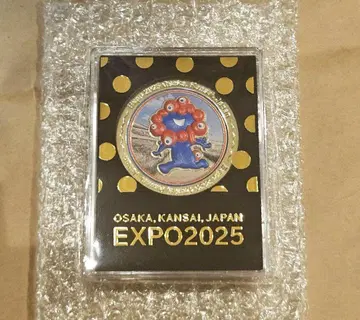 OSAKA, KANSAI, JAPAN
EXPO2025